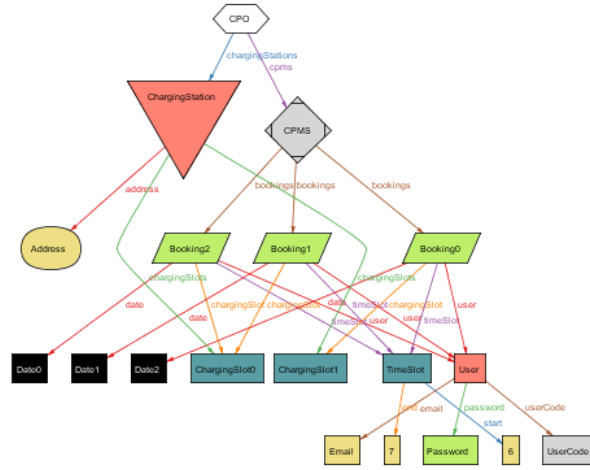 CPO
chargingStations
cpms
ChargingStation
CPMS
address
bookings bookings bookings
Address
Booking2 Booking1 Booking0
chargingSlots chargingSlots
date chargingSlot chargingSlot date timeSlot chargingSlot user
date timeSlot user user timeSlot
Date0 Date1 Date2 ChargingSlot0 ChargingSlot1 TimeSlot User
end email password userCode
start
Email 7 Password 6 UserCode